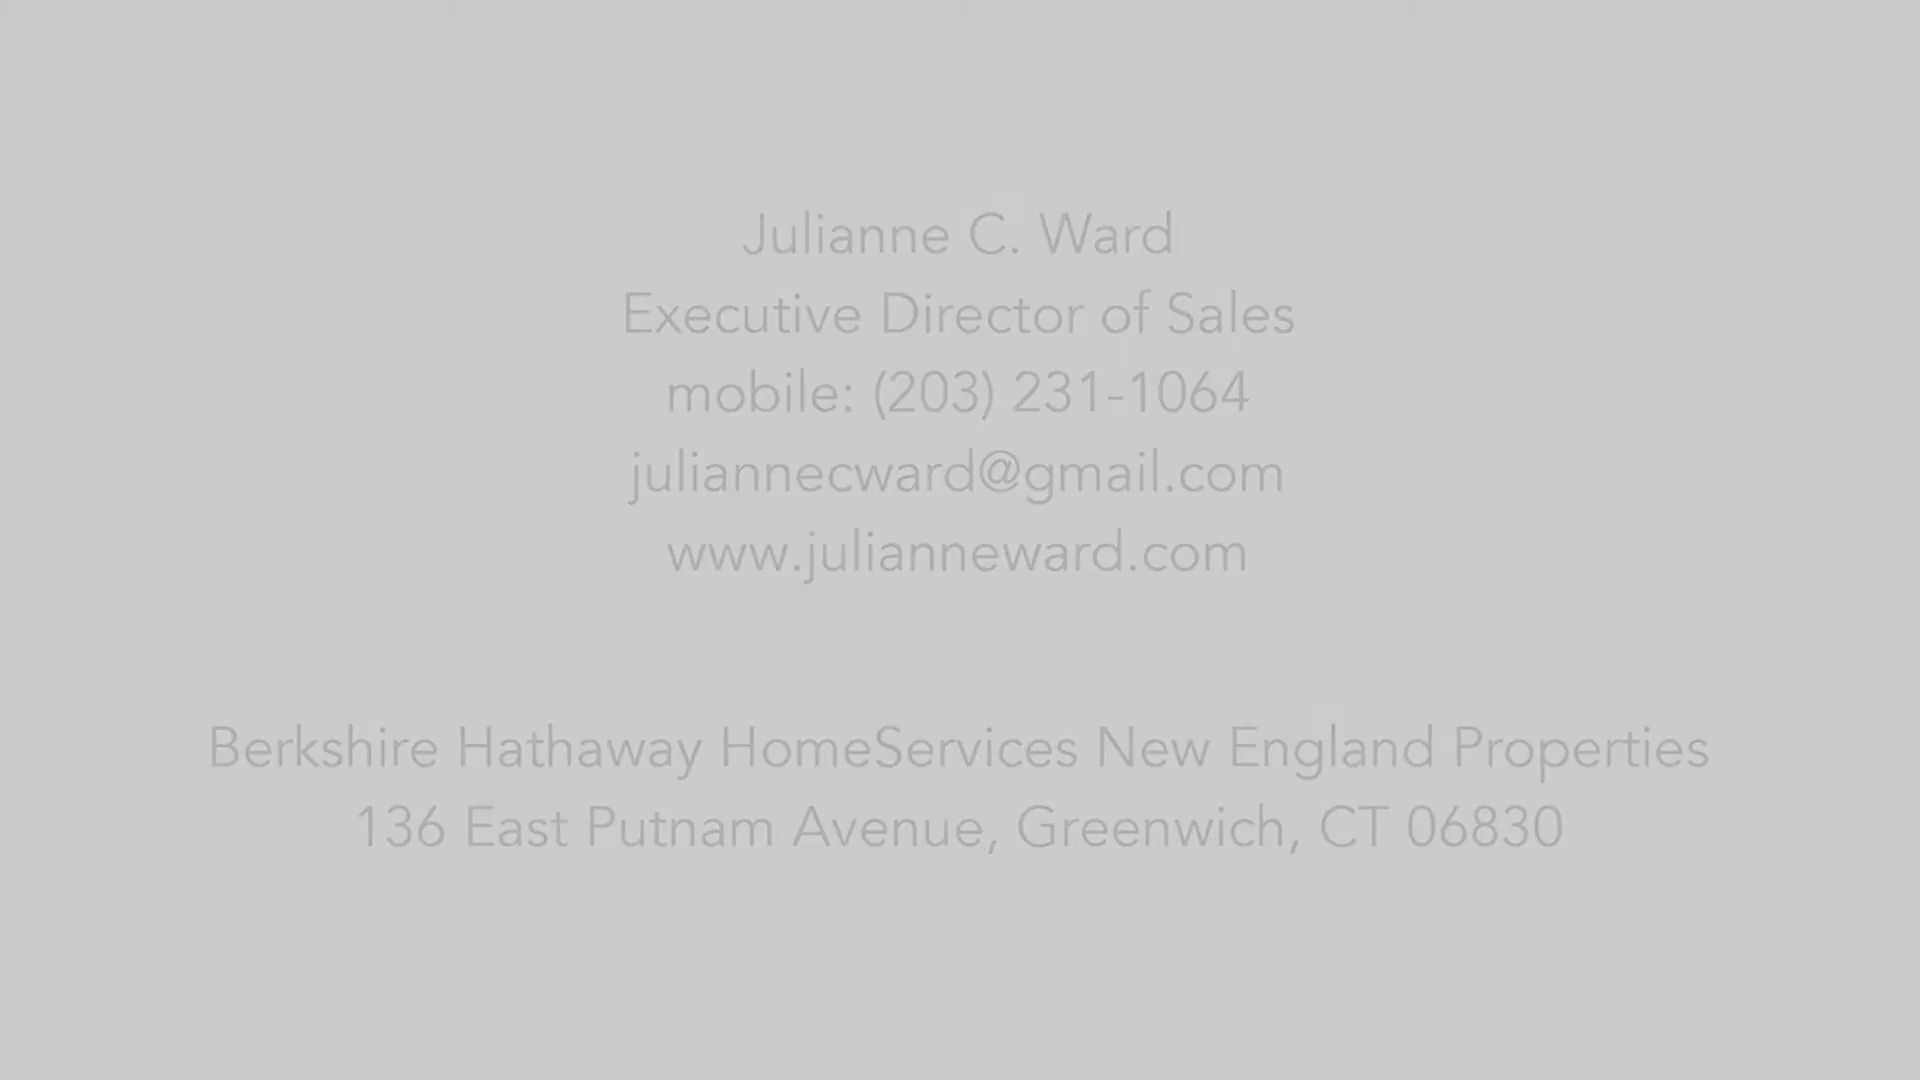 Julianne C. Ward
Executive Director of Sales
mobile: (203) 231-1064
juliannecward@gmail.com
www.julianneward.com
Berkshire Hathaway HomeServices New England Properties
136 East Putnam Avenue, Greenwich, CT 06830